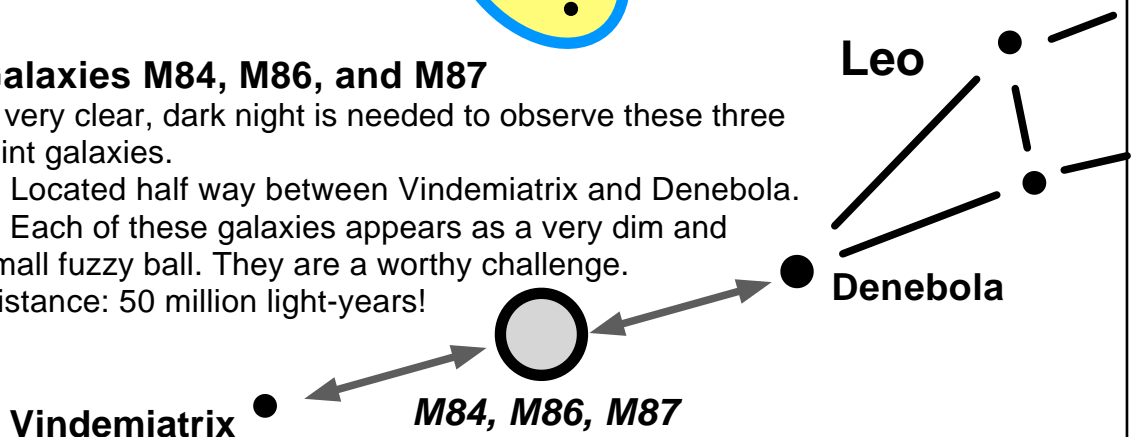 alaxies M84, M86, and M87
very clear, dark night is needed to observe these three
int galaxies.
Located half way between Vindemiatrix and Denebola.
Each of these galaxies appears as a very dim and
mall fuzzy ball. They are a worthy challenge.
istance: 50 million light-years!
Leo
Denebola
M84, M86, M87
Vindemiatrix